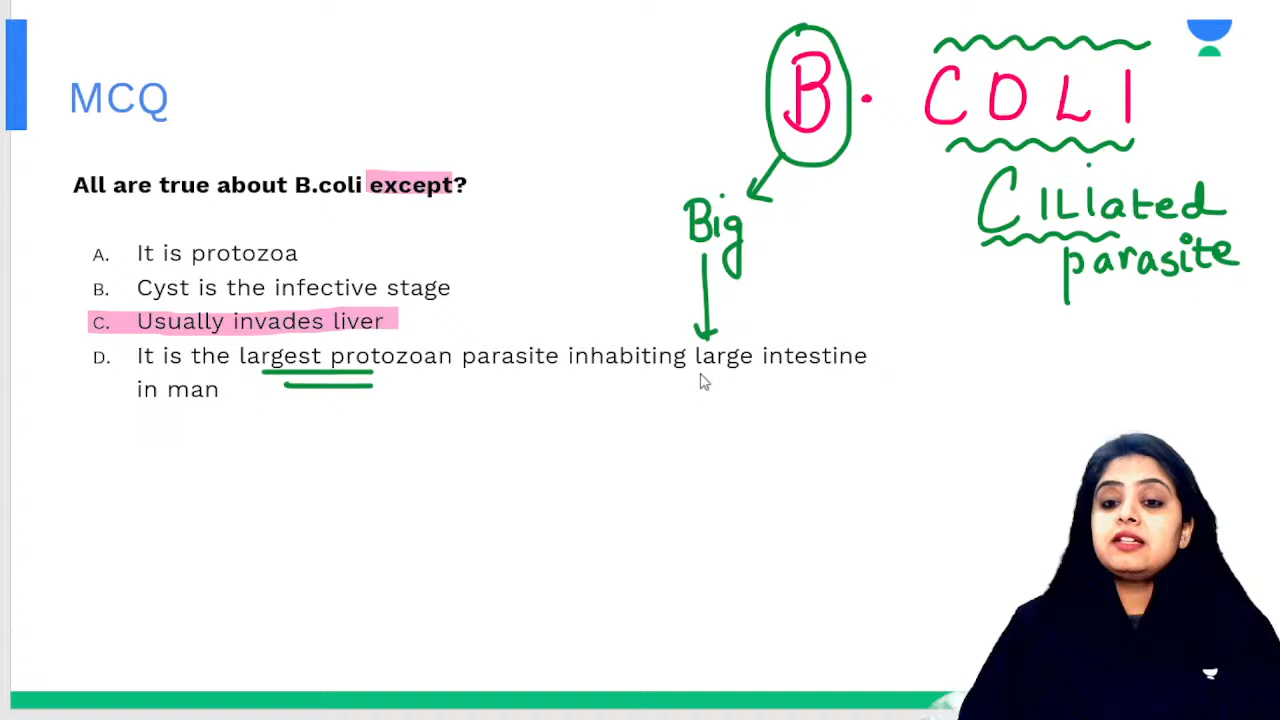 MCQ
B. COLI
All are true about B.coli except?
Big
CILiated
parasite
A. It is protozoa
B. Cyst is the infective stage
C. Usually invades liver
D. It is the largest protozoan parasite inhabiting large intestine
in man